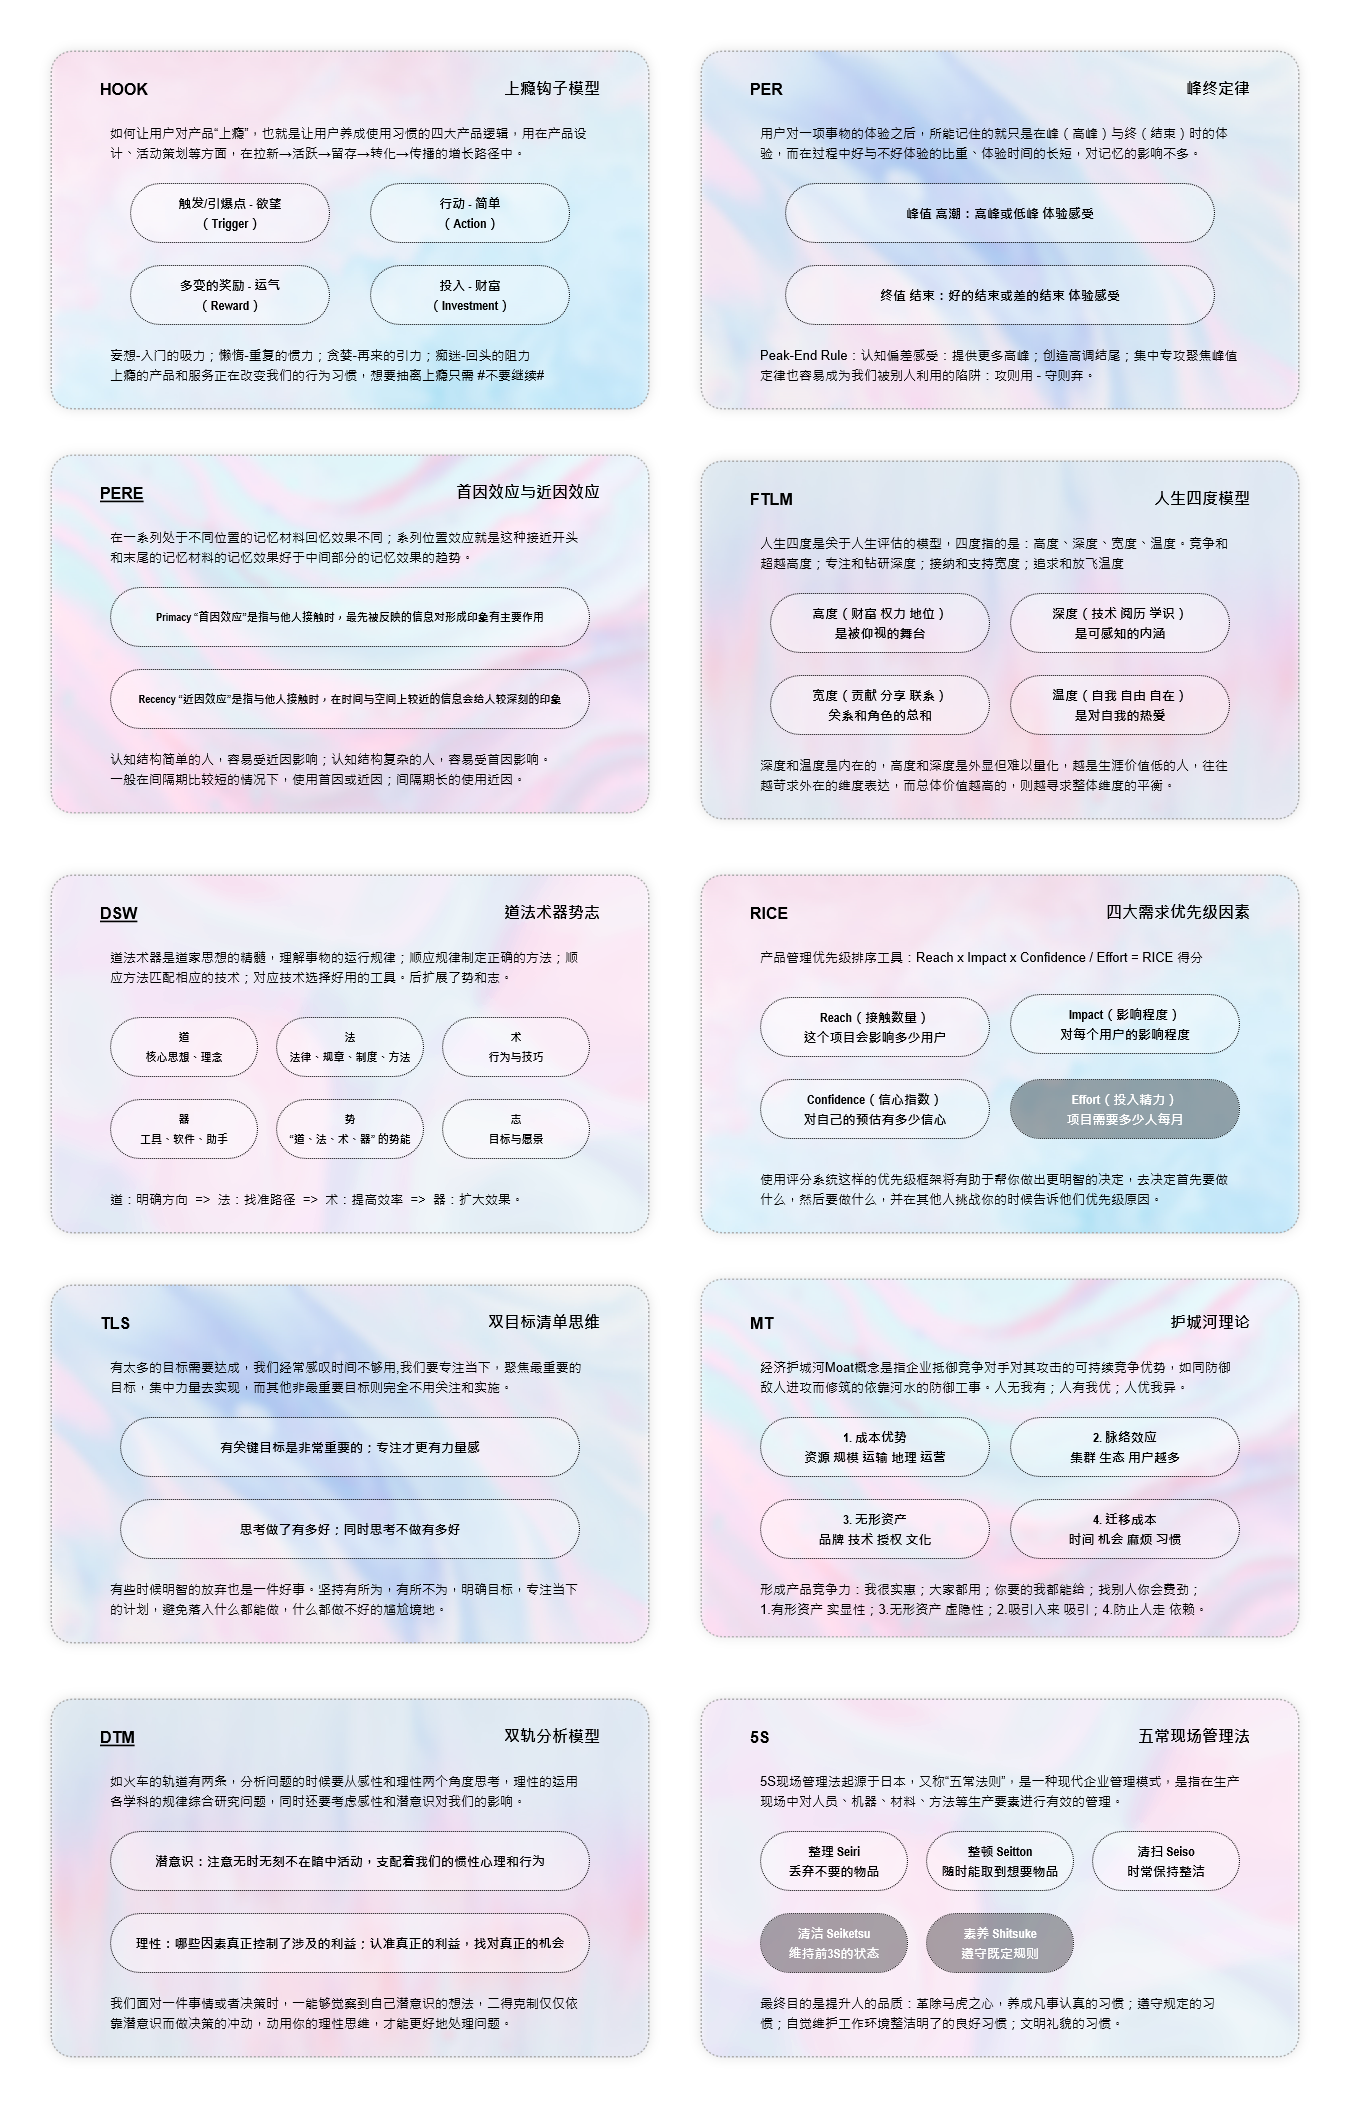 HOOK
上瘾钩子模型
如何让用户对产品“上瘾”，也就是让用户养成使用习惯的四大产品逻辑，用在产品设
计、活动策划等方面，在拉新→活跃→留存→转化→传播的增长路径中。
触发/引爆点 - 欲望
（ Trigger ）
行动 - 简单
（ Action ）
多变的奖励 - 运气
（ Reward ）
投入 - 财富
（ Investment ）
妄想-入门的吸力；懒惰-重复的惯力；贪婪-再来的引力；痴迷-回头的阻力
上瘾的产品和服务正在改变我们的行为习惯，想要抽离上瘾只需 #不要继续#
PER
峰终定律
用户对一项事物的体验之后，所能记住的就只是在峰（高峰）与终（结束）时的体
验，而在过程中好与不好体验的比重、体验时间的长短，对记忆的影响不多。
峰值 高潮：高峰或低峰 体验感受
终值 结束：好的结束或差的结束 体验感受
Peak-End Rule：认知偏差感受：提供更多高峰；创造高调结尾；集中专攻聚焦峰值
定律也容易成为我们被别人利用的陷阱：攻则用 - 守则弃。
PERE
首因效应与近因效应
在一系列处于不同位置的记忆材料回忆效果不同；系列位置效应就是这种接近开头
和末尾的记忆材料的记忆效果好于中间部分的记忆效果的趋势。
Primacy “首因效应”是指与他人接触时，最先被反映的信息对形成印象有主要作用
Recency “近因效应”是指与他人接触时，在时间与空间上较近的信息会给人较深刻的印象
认知结构简单的人，容易受近因影响；认知结构复杂的人，容易受首因影响。
一般在间隔期比较短的情况下，使用首因或近因；间隔期长的使用近因。
FTLM
人生四度模型
人生四度是关于人生评估的模型，四度指的是：高度、深度、宽度、温度。竞争和
超越高度；专注和钻研深度；接纳和支持宽度；追求和放飞温度
高度（ 财富 权力 地位 ）
是被仰视的舞台
深度（ 技术 阅历 学识 ）
是可感知的内涵
宽度（ 贡献 分享 联系 ）
关系和角色的总和
温度（ 自我 自由 自在 ）
是对自我的热爱
深度和温度是内在的，高度和深度是外显但难以量化，越是生涯价值低的人，往往
越苛求外在的维度表达，而总体价值越高的，则越寻求整体维度的平衡。
DSW
道法术器势志
道法术器是道家思想的精髓，理解事物的运行规律；顺应规律制定正确的方法；顺
应方法匹配相应的技术；对应技术选择好用的工具。后扩展了势和志。
道
核心思想、理念
法
法律、规章、制度、方法
术
行为与技巧
器
工具、软件、助手
势
“道、法、术、器” 的势能
志
目标与愿景
道：明确方向 => 法：找准路径 => 术：提高效率 => 器：扩大效果。
RICE
四大需求优先级因素
产品管理优先级排序工具：Reach x Impact x Confidence / Effort = RICE 得分
Reach（ 接触数量 ）
这个项目会影响多少用户
Impact（ 影响程度 ）
对每个用户的影响程度
Confidence（ 信心指数 ）
对自己的预估有多少信心
Effort（ 投入精力 ）
项目需要多少人每月
使用评分系统这样的优先级框架将有助于帮你做出更明智的决定，去决定首先要做
什么，然后要做什么，并在其他人挑战你的时候告诉他们优先级原因。
TLS
双目标清单思维
有太多的目标需要达成，我们经常感叹时间不够用,我们要专注当下，聚焦最重要的
目标，集中力量去实现，而其他非最重要目标则完全不用关注和实施。
有关键目标是非常重要的；专注才更有力量感
思考做了有多好；同时思考不做有多好
有些时候明智的放弃也是一件好事。坚持有所为，有所不为，明确目标，专注当下
的计划，避免落入什么都能做，什么都做不好的尴尬境地。
MT
护城河理论
经济护城河Moat概念是指企业抵御竞争对手对其攻击的可持续竞争优势，如同防御
敌人进攻而修筑的依靠河水的防御工事。人无我有；人有我优；人优我异。
1. 成本优势
资源 规模 运输 地理 运营
2. 脉络效应
集群 生态 用户越多
3. 无形资产
品牌 技术 授权 文化
4. 迁移成本
时间 机会 麻烦 习惯
形成产品竞争力：我很实惠；大家都用；你要的我都能给；找别人你会费劲；
1.有形资产 实显性；3.无形资产 虚隐性；2.吸引入来 吸引；4.防止人走 依赖。
DTM
双轨分析模型
如火车的轨道有两条，分析问题的时候要从感性和理性两个角度思考，理性的运用
各学科的规律综合研究问题，同时还要考虑感性和潜意识对我们的影响。
潜意识：注意无时无刻不在暗中活动，支配着我们的惯性心理和行为
理性：哪些因素真正控制了涉及的利益；认准真正的利益，找对真正的机会
我们面对一件事情或者决策时，一能够觉察到自己潜意识的想法，二得克制仅仅依
靠潜意识而做决策的冲动，动用你的理性思维，才能更好地处理问题。
5S
五常现场管理法
5S现场管理法起源于日本，又称“五常法则”，是一种现代企业管理模式，是指在生产
现场中对人员、机器、材料、方法等生产要素进行有效的管理。
整理 Seiri
丢弃不要的物品
整顿 Seitton
随时能取到想要物品
清扫 Seiso
时常保持整洁
清洁 Seiketsu
维持前3S的状态
素养 Shitsuke
遵守既定规则
最终目的是提升人的品质：革除马虎之心，养成凡事认真的习惯；遵守规定的习
惯；自觉维护工作环境整洁明了的良好习惯；文明礼貌的习惯。